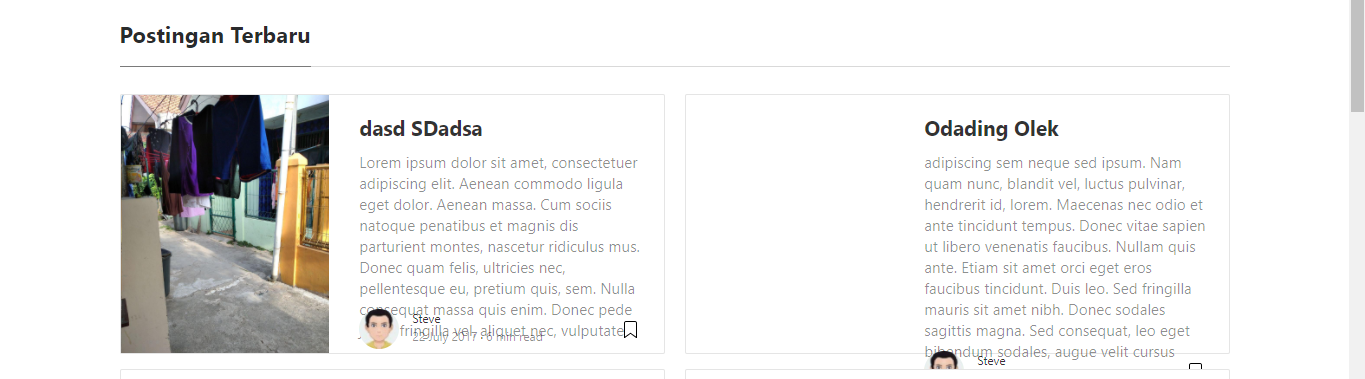 Postingan Terbaru
dasd SDadsa
Lorem ipsum dolor sit amet, consectetuer
adipiscing elit. Aenean commodo ligula
eget dolor. Aenean massa. Cum sociis
natoque penatibus et magnis dis
parturient montes, nascetur ridiculus mus.
Donec quam felis, ultricies nec,
pellentesque eu, pretium quis, sem. Nulla
consequat massa quis enim. Donec pede
fringilla vel, aliquet nec, vulputate
Steve
22 July 2017 · 6 min read
Odading Olek
adipiscing sem neque sed ipsum. Nam
quam nunc, blandit vel, luctus pulvinar,
hendrerit id, lorem. Maecenas nec odio et
ante tincidunt tempus. Donec vitae sapien
ut libero venenatis faucibus. Nullam quis
ante. Etiam sit amet orci eget eros
faucibus tincidunt. Duis leo. Sed fringilla
mauris sit amet nibh. Donec sodales
sagittis magna. Sed consequat, leo eget
bibendum sodales, augue velit cursus
Steve